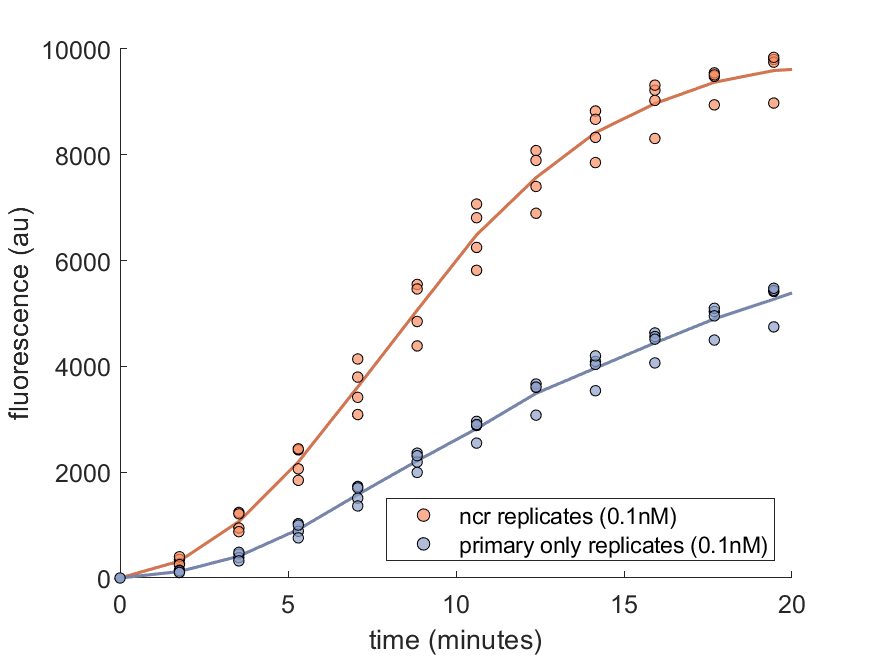 10000
8000
6000
4000
2000
0
fluorescence (au)
ncr replicates (0.1nM)
primary only replicates (0.1nM)
0 5 10 15 20
time (minutes)